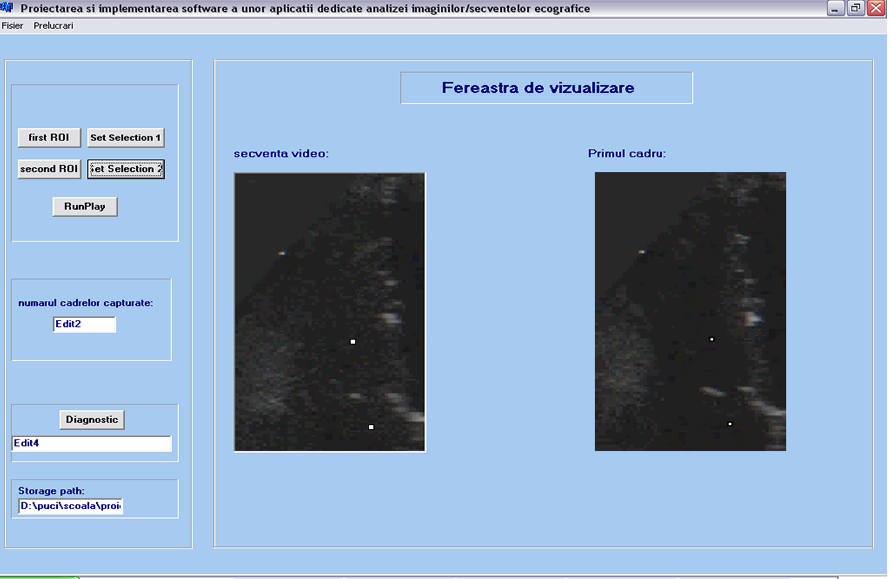 Proiectarea si implementarea software a unor aplicatii dedicate analizei imaginilor/secventelor ecografice
Fisier Prelucrari
Fereastra de vizualizare
first ROI Set Selection 1
second ROI et Selection 2
RunPlay
secventa video:
Primul cadru:
numarul cadrelor capturate:
Edit2
Diagnostic
Edit4
Storage path:
D:\puci\scoala\proi